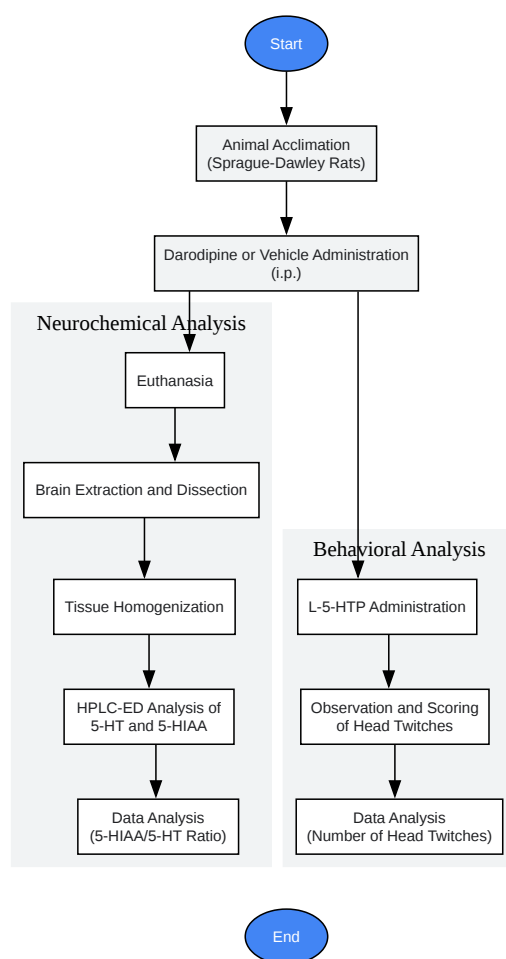 Start
Animal Acclimation
(Sprague-Dawley Rats)
Darodipine or Vehicle Administration
(i.p.)
Neurochemical Analysis
Euthanasia
Brain Extraction and Dissection
Tissue Homogenization
HPLC-ED Analysis of
5-HT and 5-HIAA
Data Analysis
(5-HIAA/5-HT Ratio)
Behavioral Analysis
L-5-HTP Administration
Observation and Scoring
of Head Twitches
Data Analysis
(Number of Head Twitches)
End